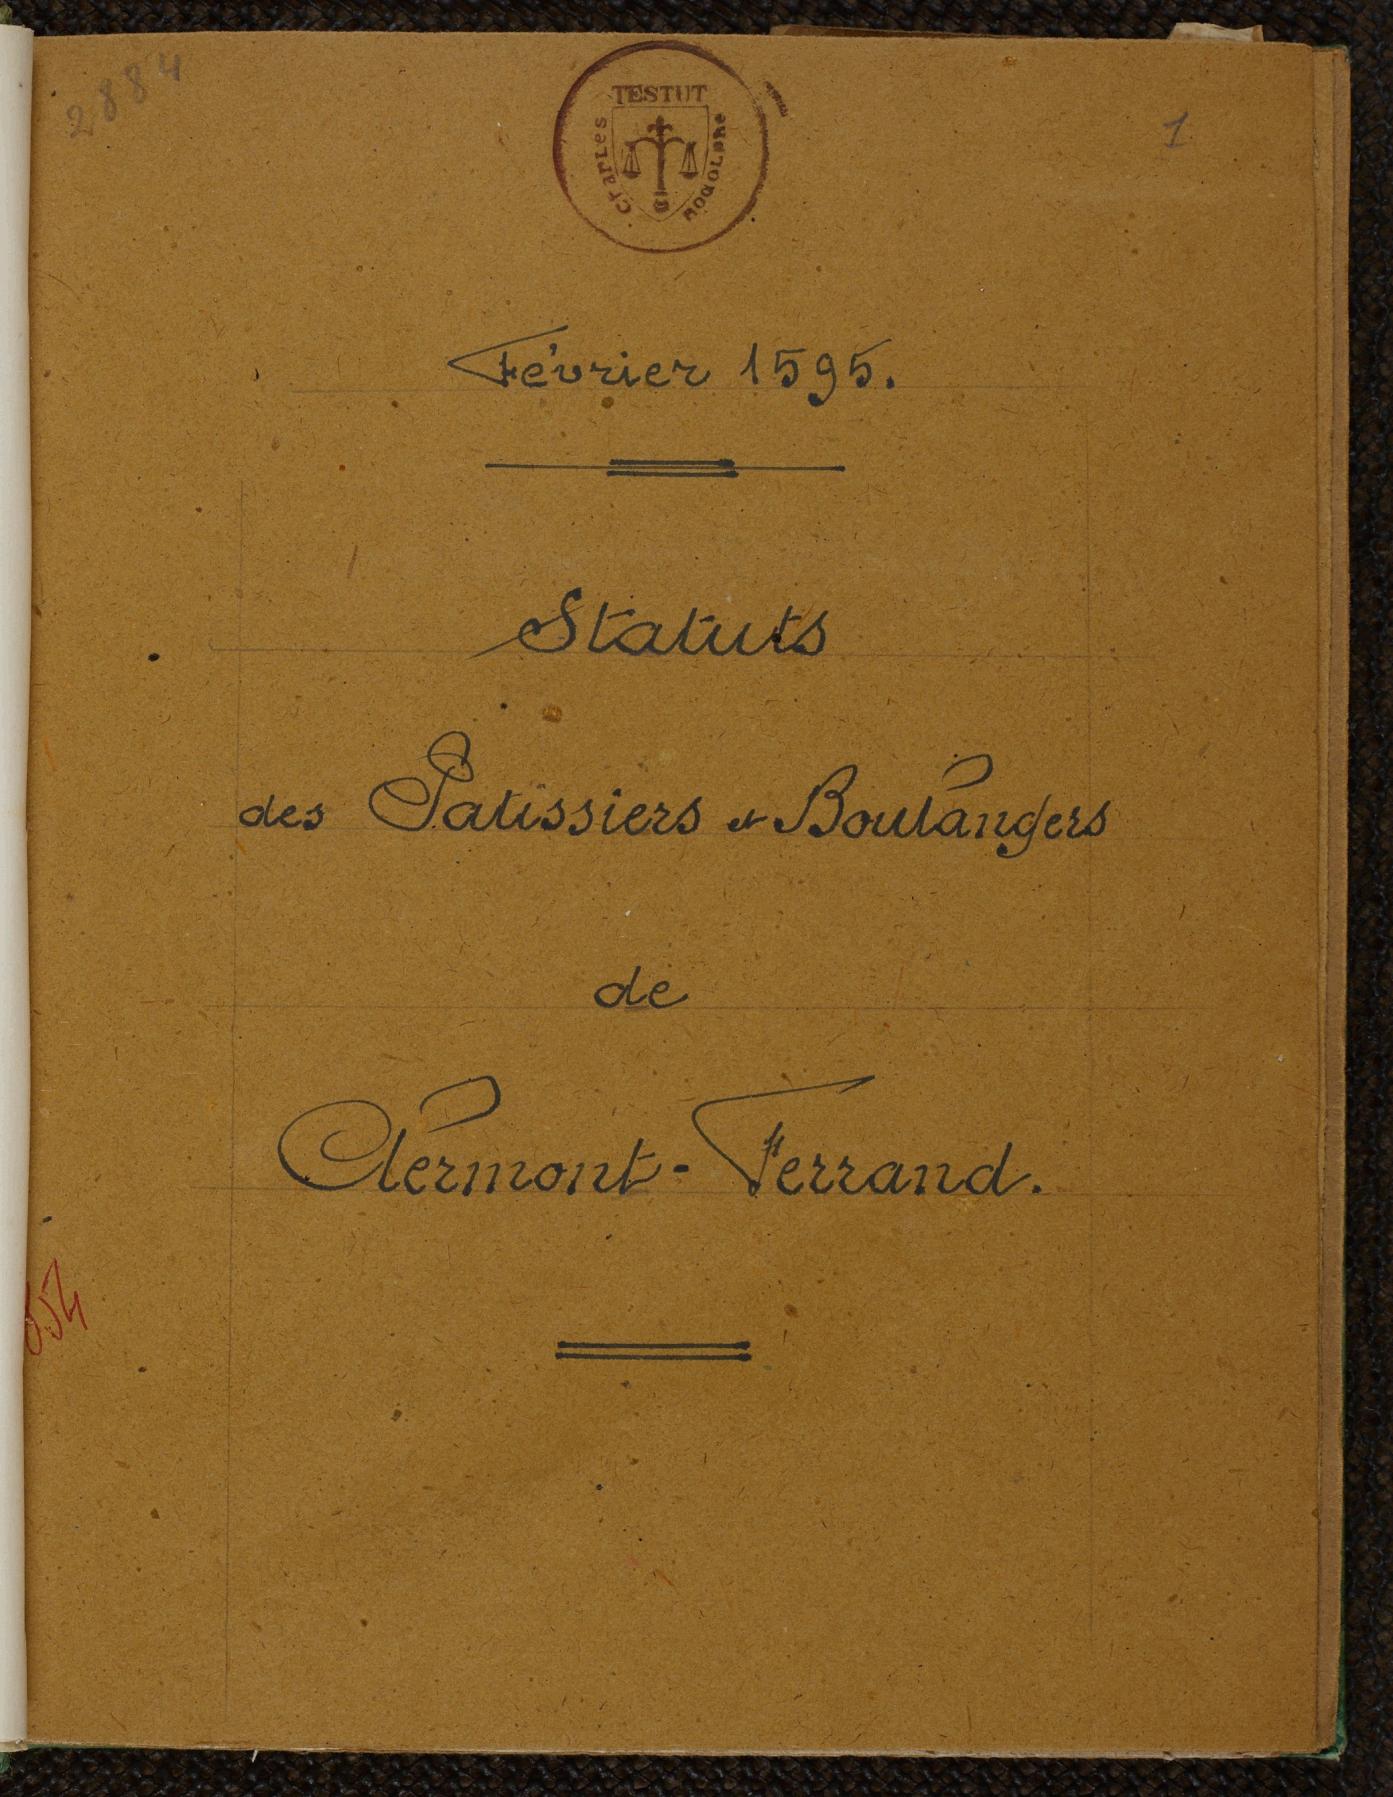 2884
1
TESTUT
Charles
Rodolphe
Février 1595.
Statuts
des Patissiers et Boulangers
de
Clermont-Ferrand.